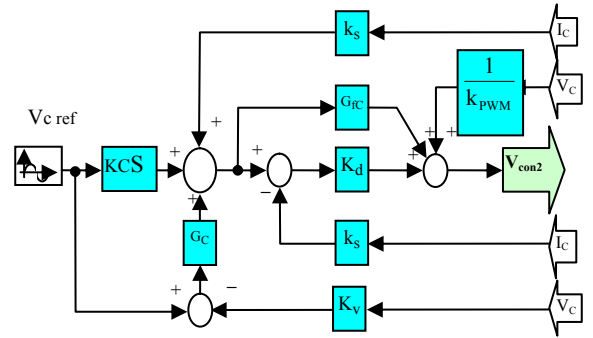 k_s
I_C
1
k_PWM
V_C
Vc ref
G_fC
+
+
+
KCS
+
+
+
K_d
+
V_con2
+
−
G_C
k_s
I_C
+
−
K_v
V_C